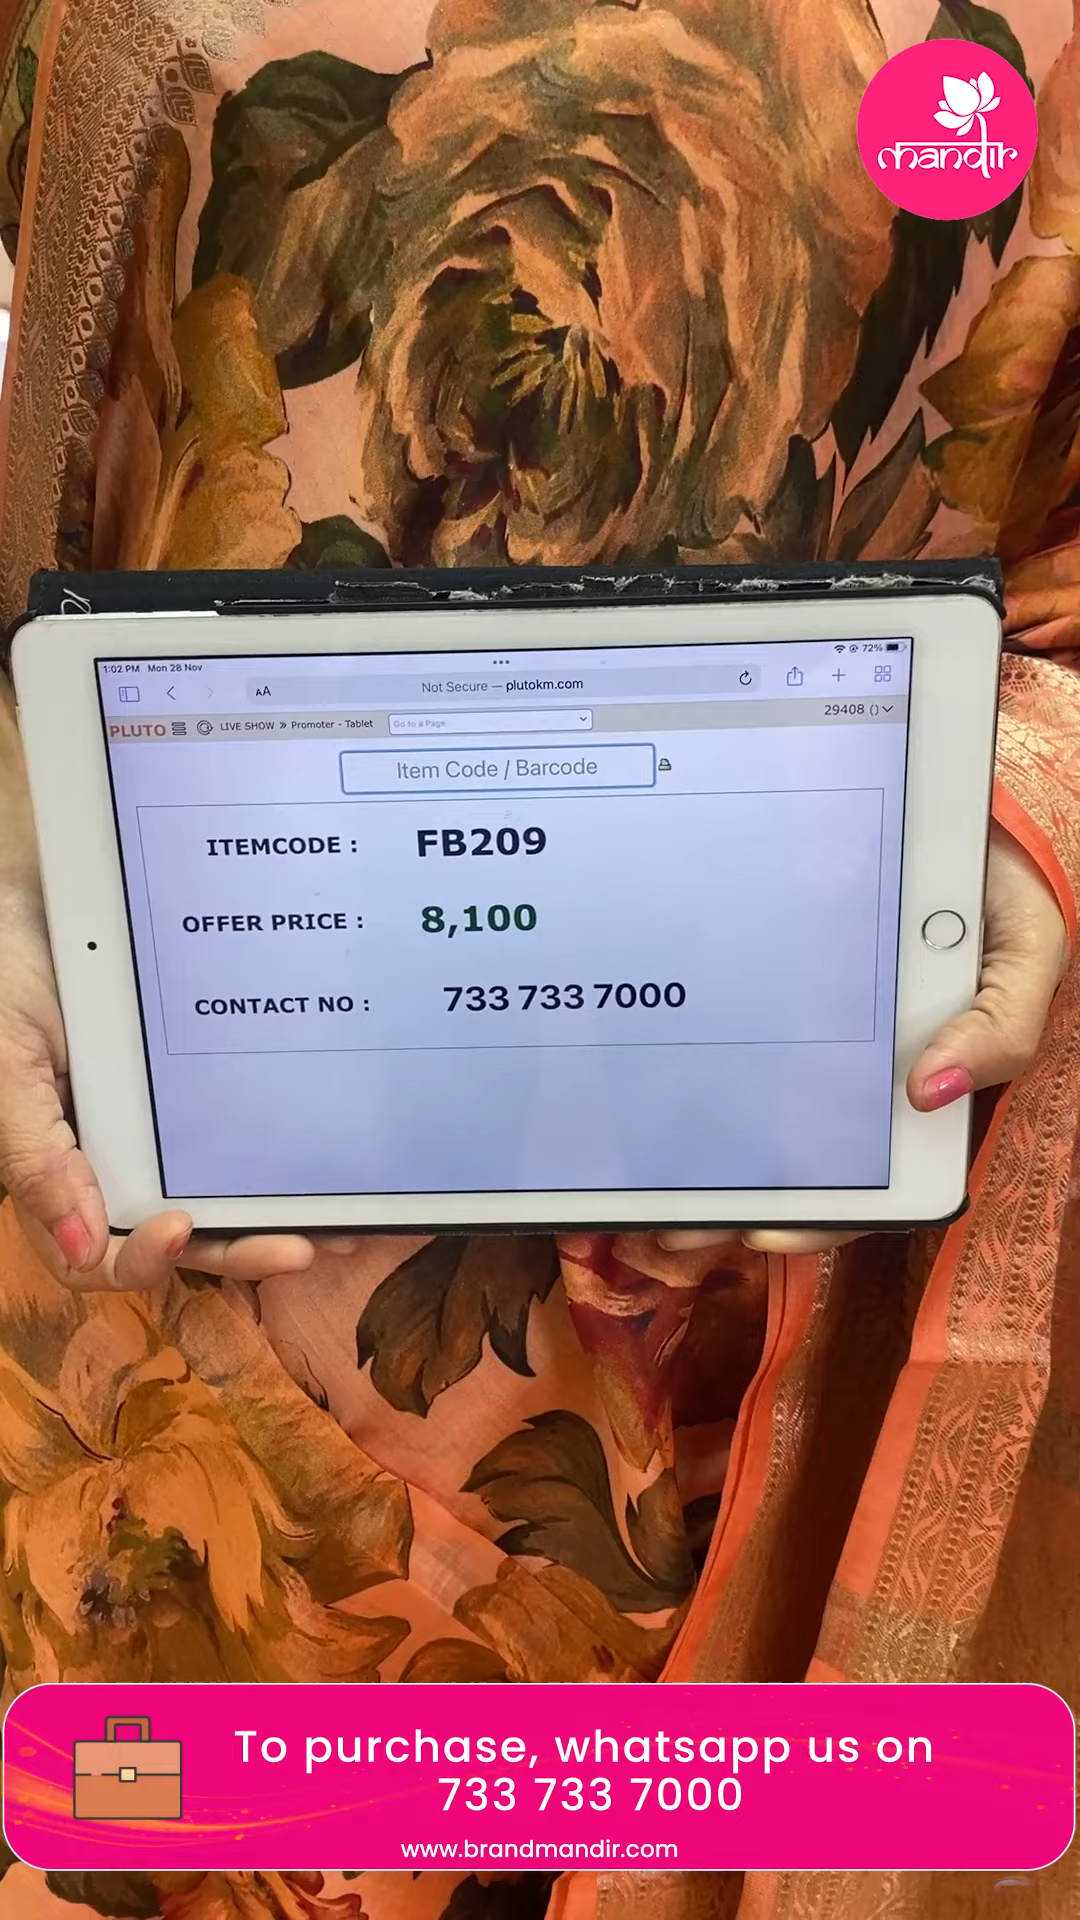 mandir
1:02 PM Mon 28 Nov
72%
AA
Not Secure — plutokm.com
PLUTO
LIVE SHOW » Promoter - Tablet
Go to a Page
29408 ()
Item Code / Barcode
ITEMCODE : FB209
OFFER PRICE : 8,100
CONTACT NO : 733 733 7000
To purchase, whatsapp us on
733 733 7000
www.brandmandir.com